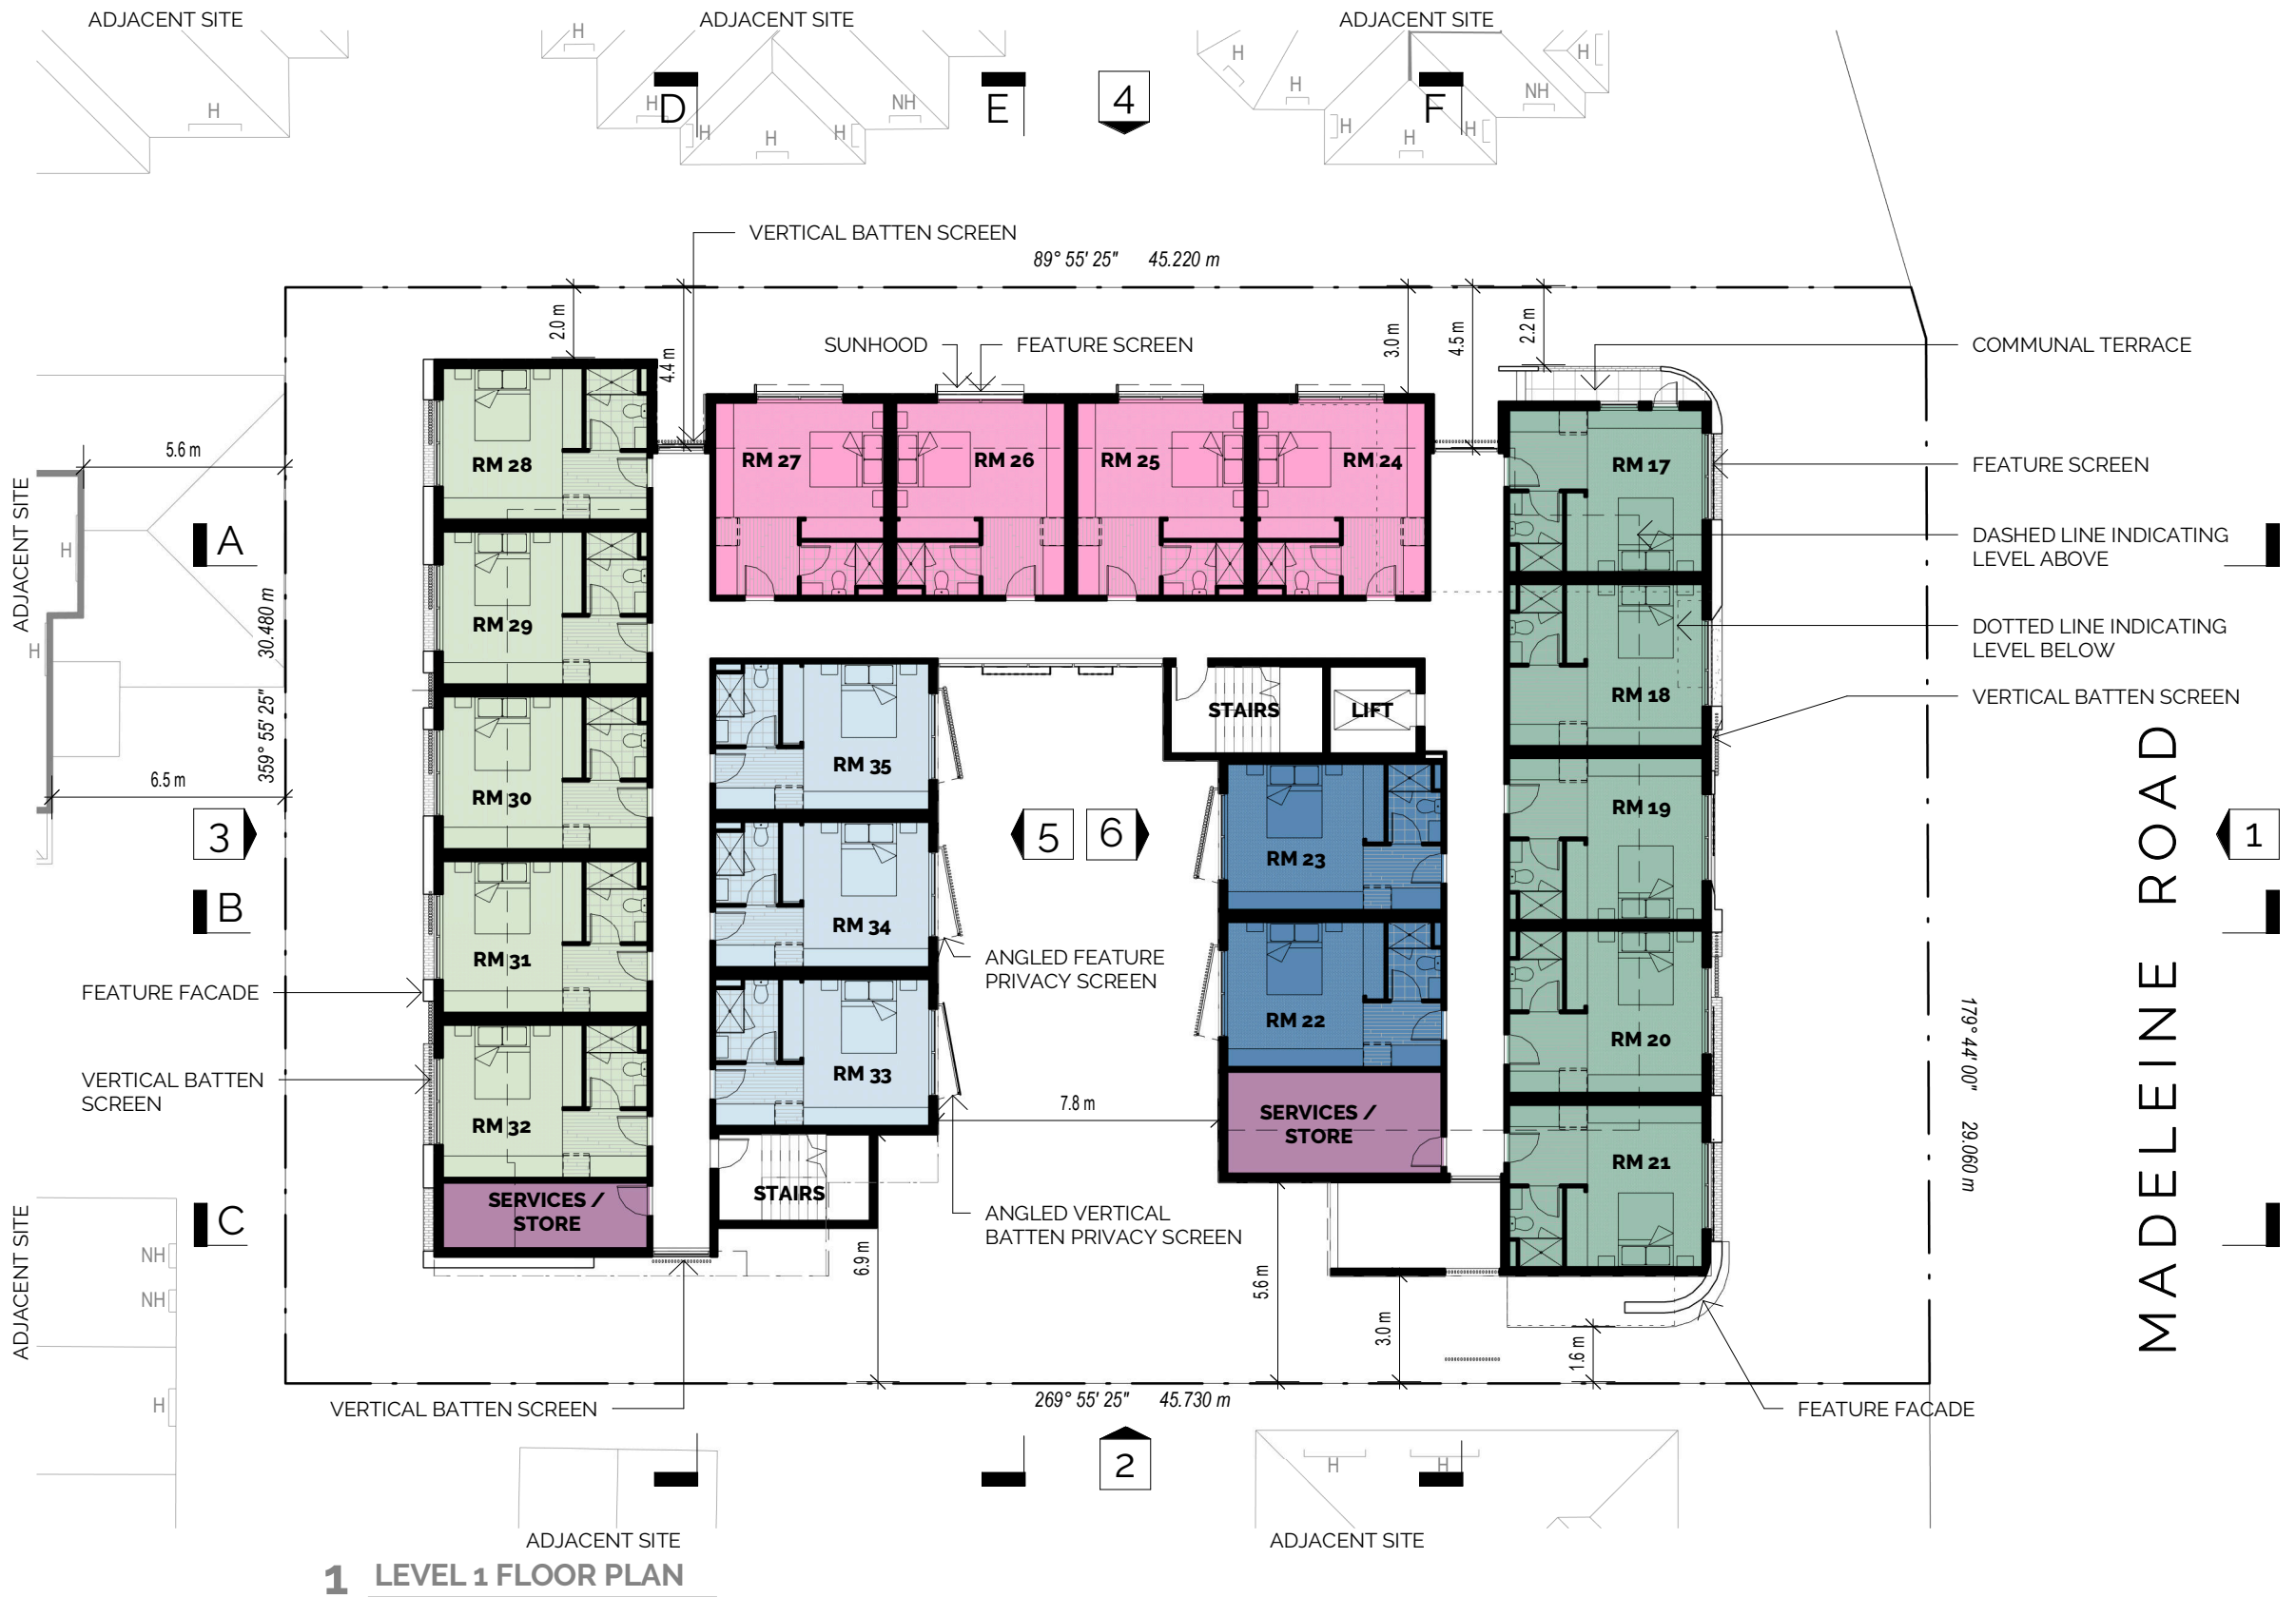 ADJACENT SITE
ADJACENT SITE
ADJACENT SITE
H
H
H
H
H
NH
D
E
4
F
H
H
H
H
NH
H
H
H
H
H
VERTICAL BATTEN SCREEN
89° 55' 25" 45.220 m
2.0 m
4.4 m
3.0 m
4.5 m
2.2 m
SUNHOOD
FEATURE SCREEN
COMMUNAL TERRACE
5.6 m
RM 28
RM 27
RM 26
RM 25
RM 24
RM 17
FEATURE SCREEN
ADJACENT SITE
H
A
DASHED LINE INDICATING
LEVEL ABOVE
RM 29
DOTTED LINE INDICATING
LEVEL BELOW
H
359° 55' 25" 30.480 m
RM 18
VERTICAL BATTEN SCREEN
STAIRS
LIFT
6.5 m
RM 30
RM 35
RM 19
3
5
6
1
RM 23
MADELEINE ROAD
B
RM 31
RM 34
ANGLED FEATURE
PRIVACY SCREEN
FEATURE FACADE
RM 22
RM 20
179° 44' 00" 29.060 m
VERTICAL BATTEN
SCREEN
RM 33
7.8 m
RM 32
SERVICES /
STORE
RM 21
STAIRS
SERVICES /
STORE
C
ANGLED VERTICAL
BATTEN PRIVACY SCREEN
ADJACENT SITE
NH
NH
H
6.9 m
5.6 m
3.0 m
1.6 m
269° 55' 25" 45.730 m
VERTICAL BATTEN SCREEN
FEATURE FACADE
2
H
H
ADJACENT SITE
ADJACENT SITE
1 LEVEL 1 FLOOR PLAN